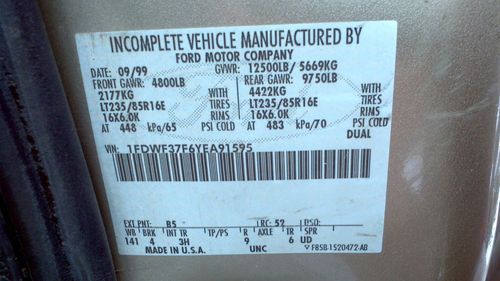 INCOMPLETE VEHICLE MANUFACTURED BY
FORD MOTOR COMPANY
DATE: 09/99 GVWR: 12500LB/ 5669KG
FRONT GAWR: 4800LB REAR GAWR: 9750LB
2177KG WITH 4422KG WITH
LT235/85R16E TIRES LT235/85R16E TIRES
16X6.0K RIMS 16X6.0K RIMS
AT 448 kPa/65 PSI COLD AT 483 kPa/70 PSI COLD DUAL
VIN: 1FDWF37F6YEA91595
EXT PNT: B5 RC: 52 DSO:
WB BRK INT TR TP/PS R AXLE TR SPR
141 4 3H 9 6 UD
MADE IN U.S.A. UNC F85B-1520472-AB